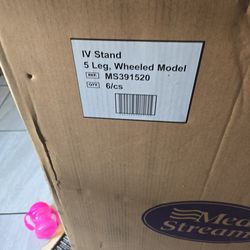 IV Stand
5 Leg, Wheeled Model
REF MS391520
QTY 6/cs
Med
Stream